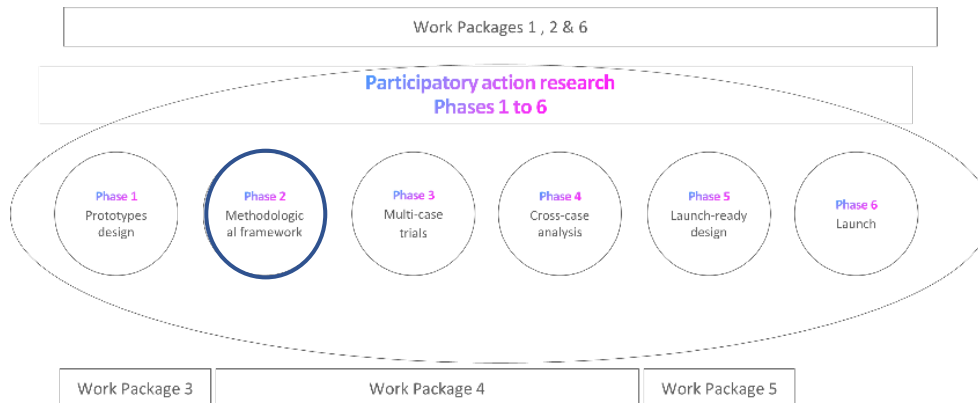 Work Packages 1 , 2 & 6
Participatory action research
Phases 1 to 6
Phase 1
Prototypes
design
Phase 2
Methodologic
al framework
Phase 3
Multi-case
trials
Phase 4
Cross-case
analysis
Phase 5
Launch-ready
design
Phase 6
Launch
Work Package 3
Work Package 4
Work Package 5